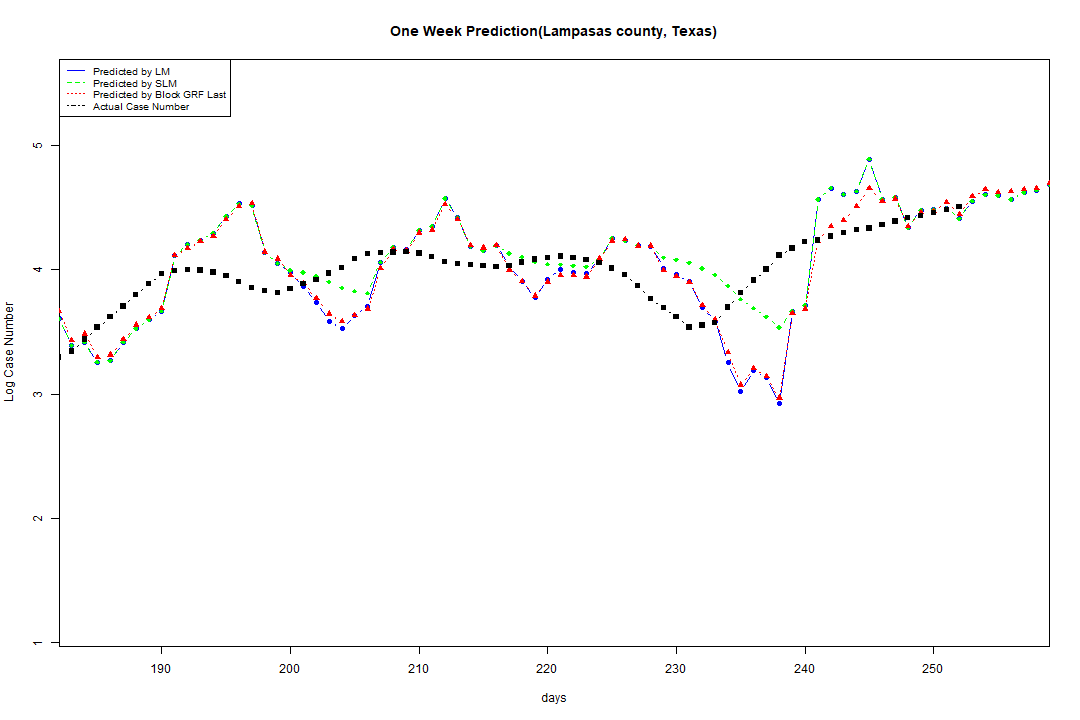 One Week Prediction(Lampasas county, Texas)
Predicted by LM
Predicted by SLM
Predicted by Block GRF Last
Actual Case Number
5
4
3
2
1
Log Case Number
190 200 210 220 230 240 250
days